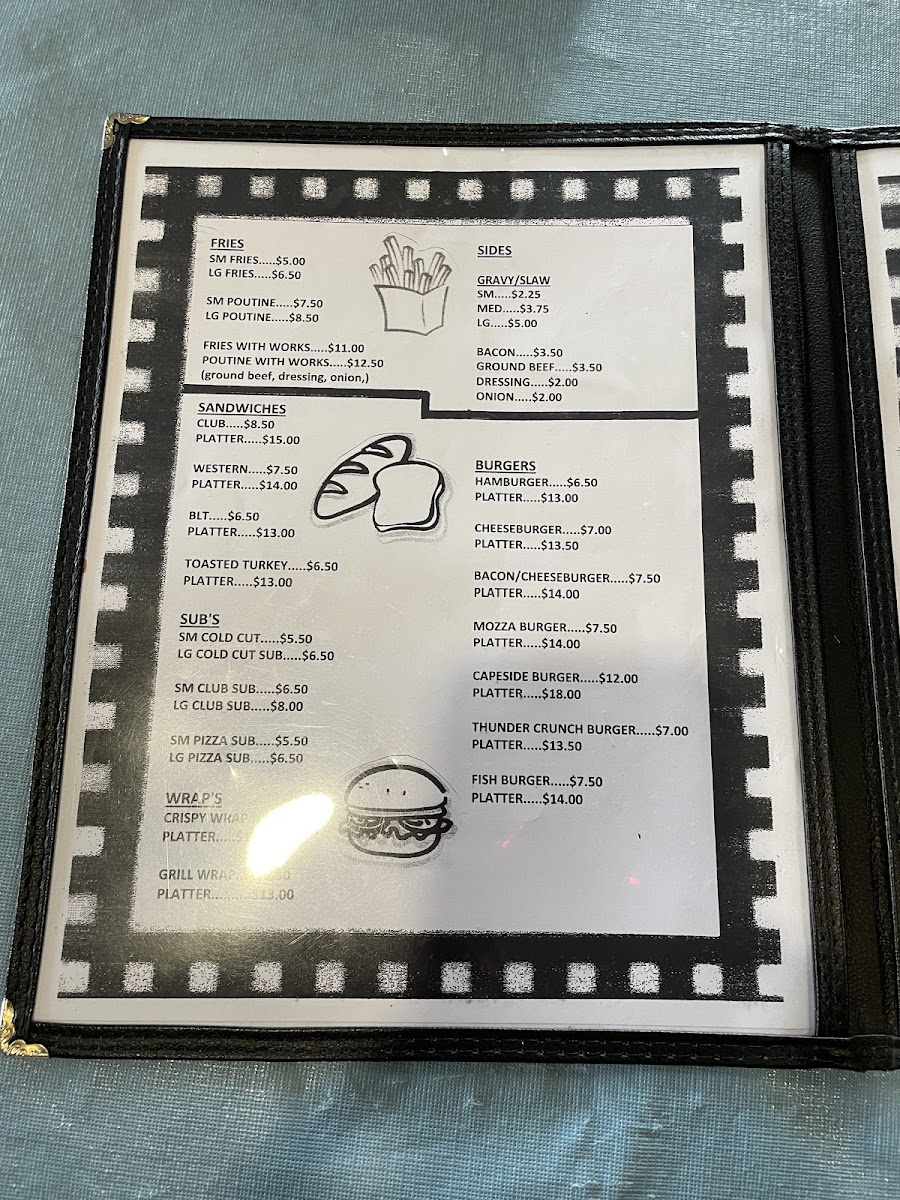 FRIES
SM FRIES.....$5.00
LG FRIES.....$6.50
SM POUTINE.....$7.50
LG POUTINE.....$8.50
FRIES WITH WORKS.....$11.00
POUTINE WITH WORKS.....$12.50
(ground beef, dressing, onion,)
SIDES
GRAVY/SLAW
SM.....$2.25
MED.....$3.75
LG.....$5.00
BACON.....$3.50
GROUND BEEF.....$3.50
DRESSING.....$2.00
ONION.....$2.00
SANDWICHES
CLUB.....$8.50
PLATTER.....$15.00
WESTERN.....$7.50
PLATTER.....$14.00
BLT.....$6.50
PLATTER.....$13.00
TOASTED TURKEY.....$6.50
PLATTER.....$13.00
SUB'S
SM COLD CUT.....$5.50
LG COLD CUT SUB.....$6.50
SM CLUB SUB.....$6.50
LG CLUB SUB.....$8.00
SM PIZZA SUB.....$5.50
LG PIZZA SUB.....$6.50
WRAP'S
CRISPY WRAP
PLATTER.....
GRILL WRAP
PLATTER.........$13.00
BURGERS
HAMBURGER.....$6.50
PLATTER.....$13.00
CHEESEBURGER.....$7.00
PLATTER.....$13.50
BACON/CHEESEBURGER.....$7.50
PLATTER.....$14.00
MOZZA BURGER.....$7.50
PLATTER.....$14.00
CAPESIDE BURGER.....$12.00
PLATTER.....$18.00
THUNDER CRUNCH BURGER.....$7.00
PLATTER.....$13.50
FISH BURGER.....$7.50
PLATTER.....$14.00